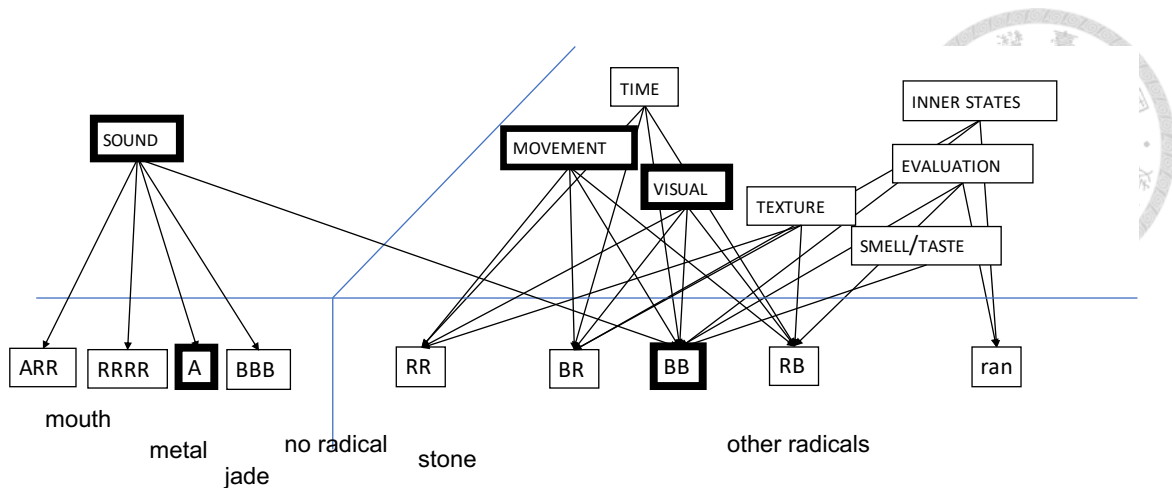 TIME
INNER STATES
SOUND
MOVEMENT
EVALUATION
VISUAL
TEXTURE
SMELL/TASTE
ARR
RRRR
A
BBB
RR
BR
BB
RB
ran
mouth
metal
jade
no radical
stone
other radicals